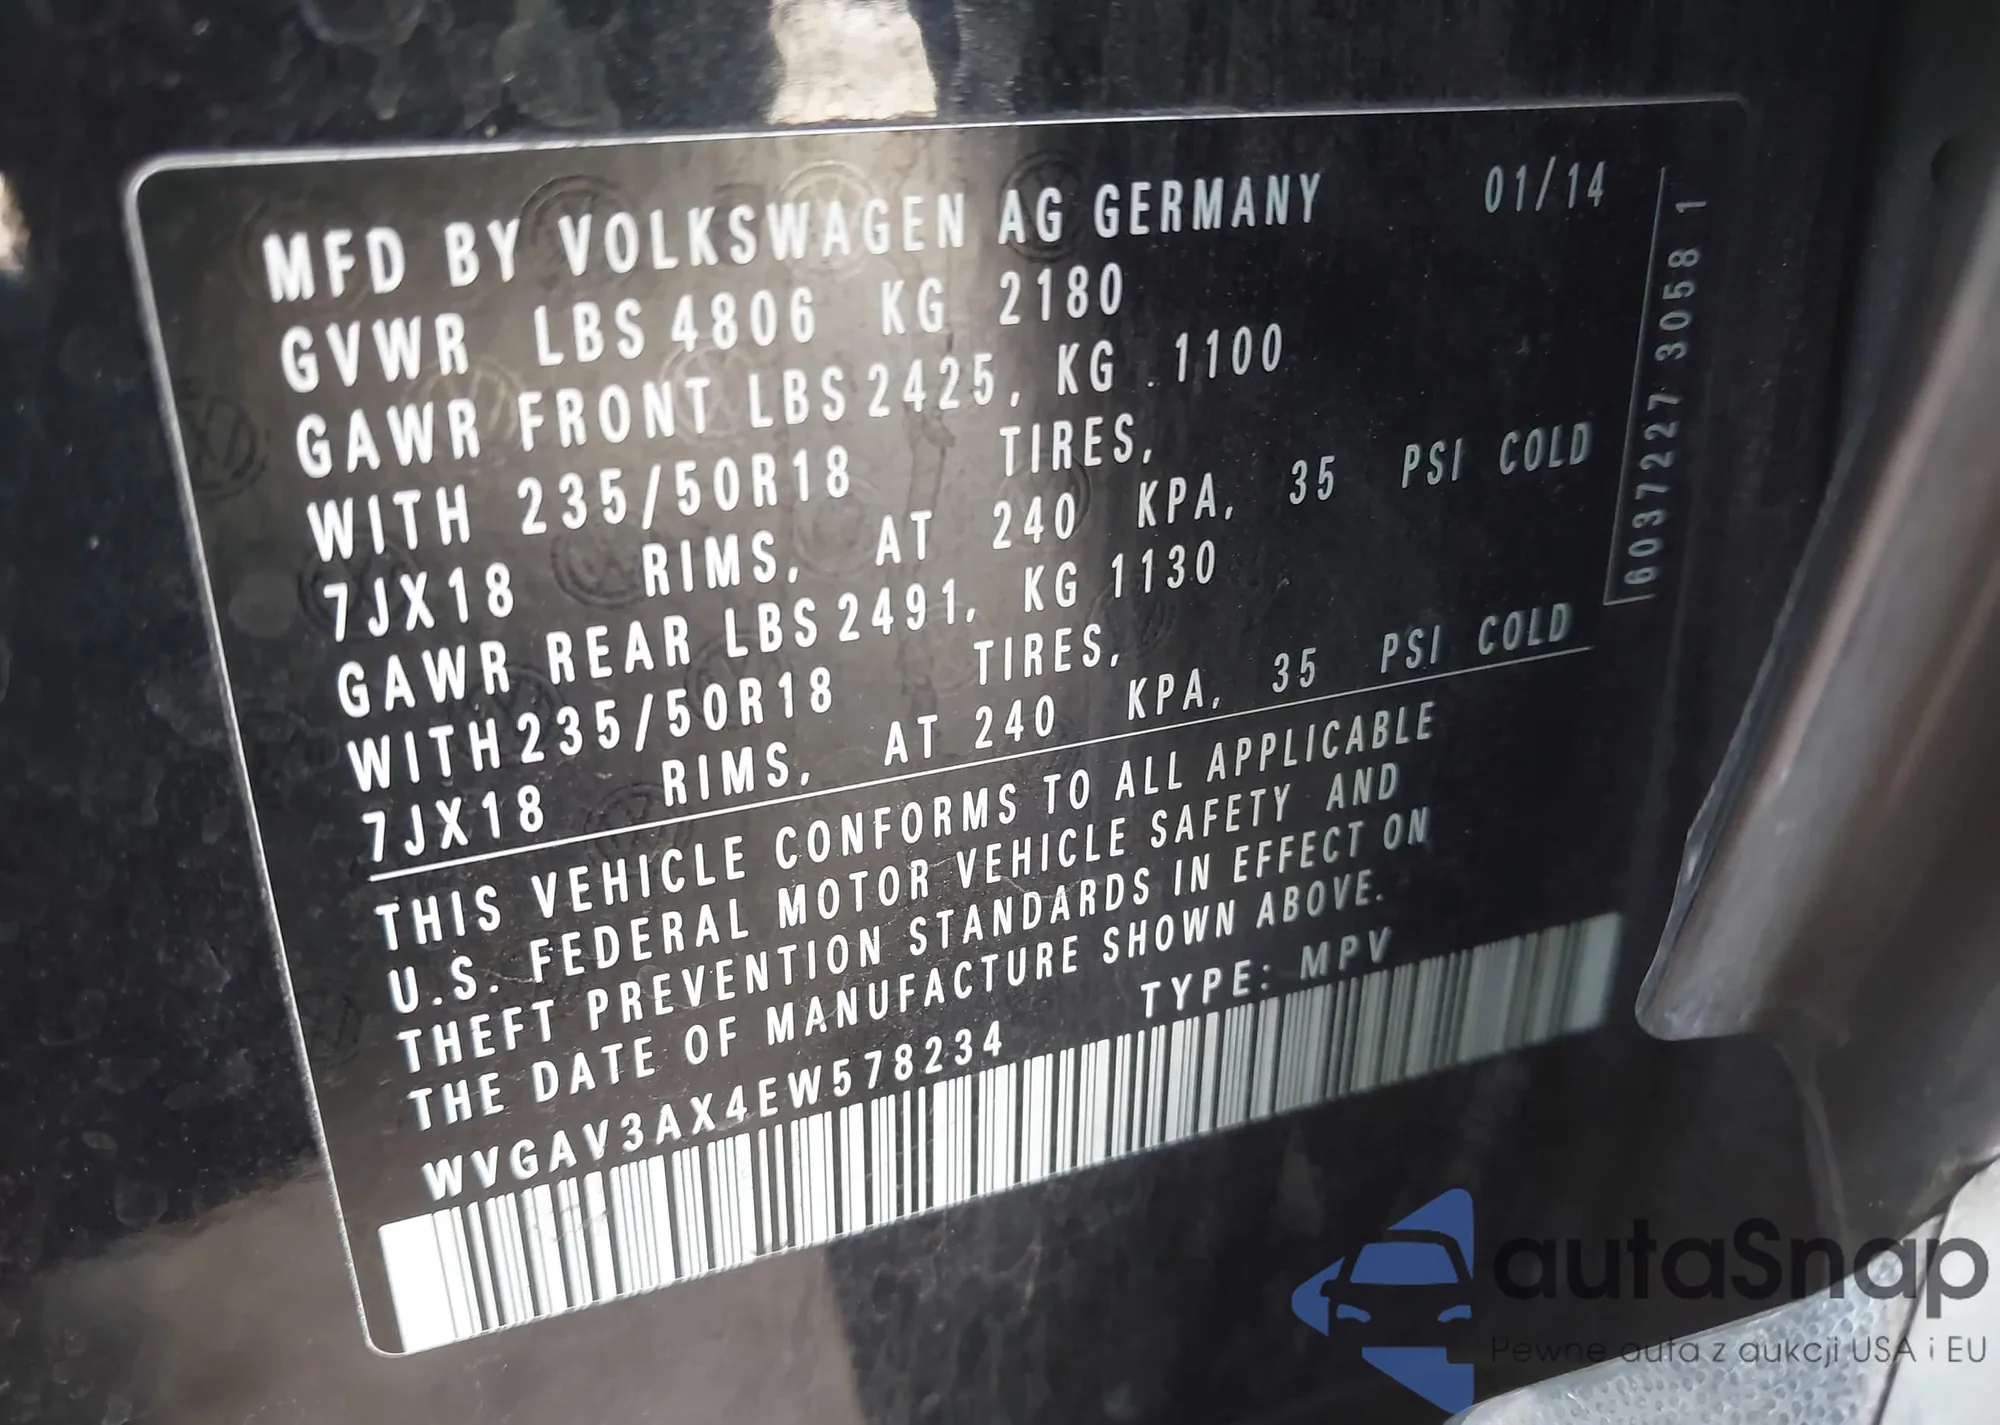 MFD BY VOLKSWAGEN AG GERMANY 01/14
GVWR LBS 4806 KG 2180
GAWR FRONT LBS 2425, KG . 1100
WITH 235/50R18 TIRES,
7JX18 RIMS, AT 240 KPA, 35 PSI COLD
GAWR REAR LBS 2491, KG 1130
WITH 235/50R18 TIRES,
7JX18 RIMS, AT 240 KPA, 35 PSI COLD
THIS VEHICLE CONFORMS TO ALL APPLICABLE
U.S. FEDERAL MOTOR VEHICLE SAFETY AND
THEFT PREVENTION STANDARDS IN EFFECT ON
THE DATE OF MANUFACTURE SHOWN ABOVE.
WVGAV3AX4EW578234 TYPE: MPV
6037227 3058 1
autaSnap
Pewne auta z aukcji USA i EU